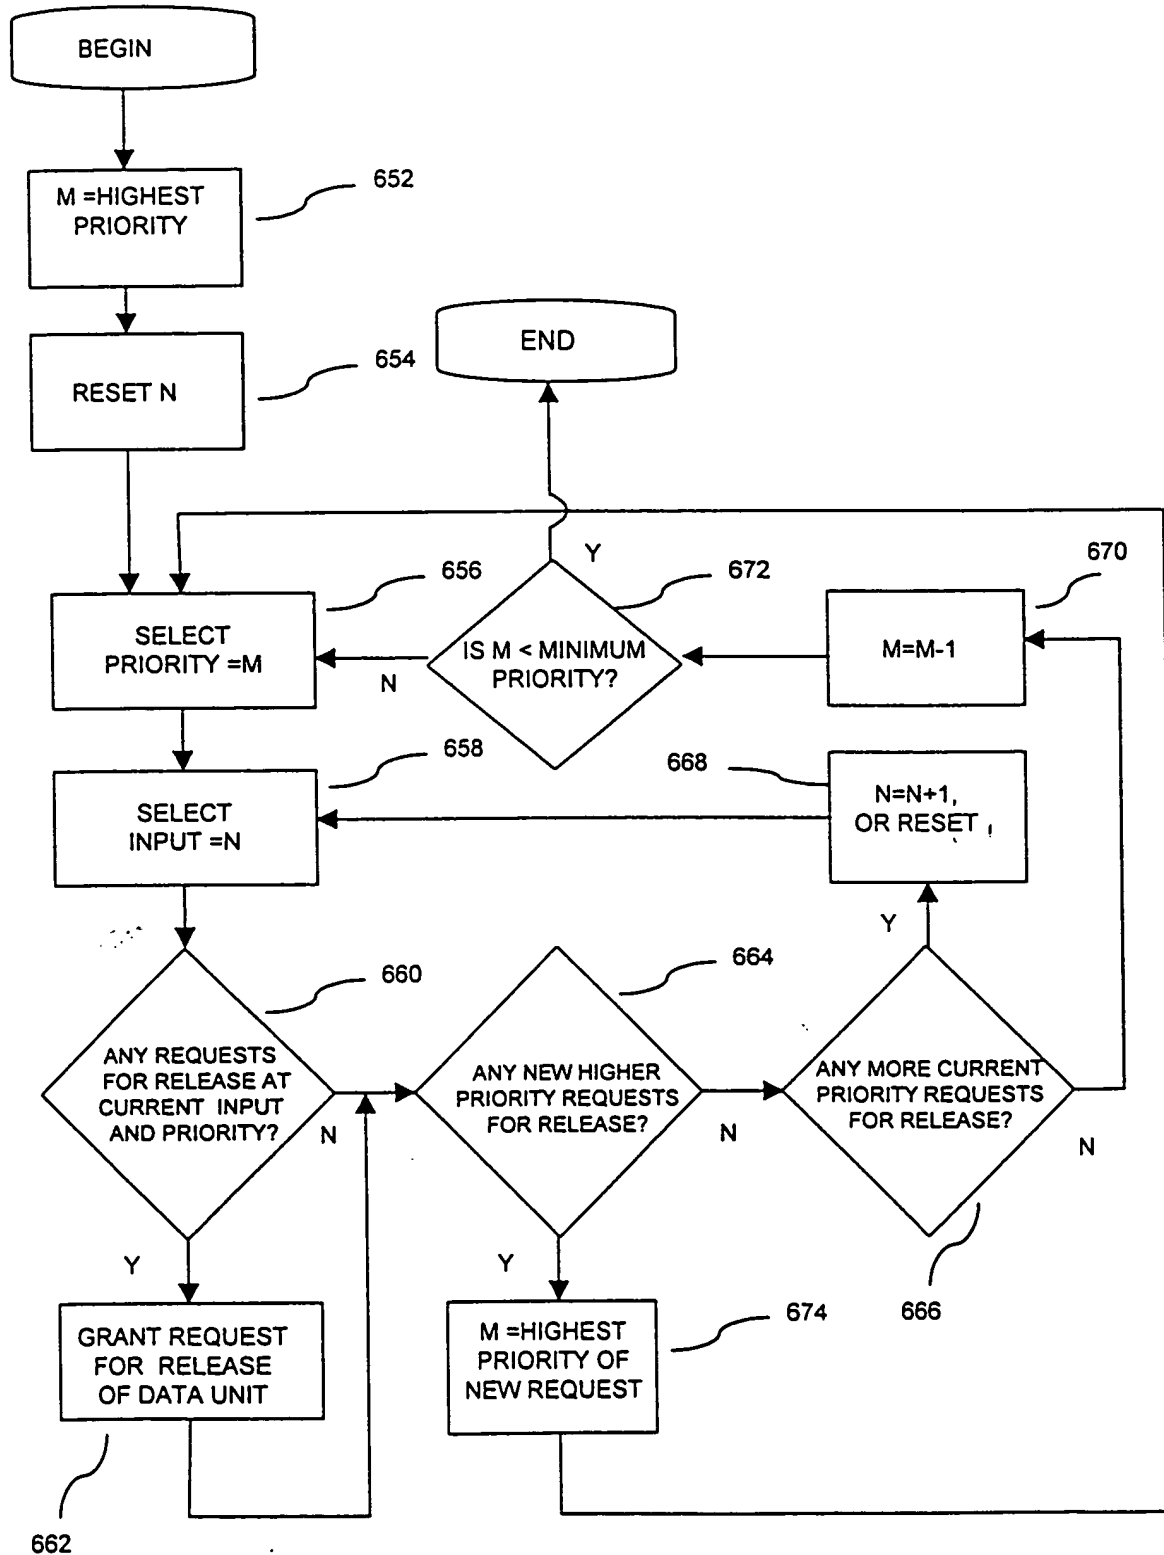 BEGIN
M =HIGHEST
PRIORITY
652
RESET N
654
END
SELECT
PRIORITY =M
656
IS M < MINIMUM
PRIORITY?
672
Y
N
M=M-1
670
SELECT
INPUT =N
658
N=N+1,
OR RESET
668
ANY REQUESTS
FOR RELEASE AT
CURRENT INPUT
AND PRIORITY?
660
N
Y
ANY NEW HIGHER
PRIORITY REQUESTS
FOR RELEASE?
664
N
Y
ANY MORE CURRENT
PRIORITY REQUESTS
FOR RELEASE?
Y
N
666
GRANT REQUEST
FOR RELEASE
OF DATA UNIT
662
M =HIGHEST
PRIORITY OF
NEW REQUEST
674